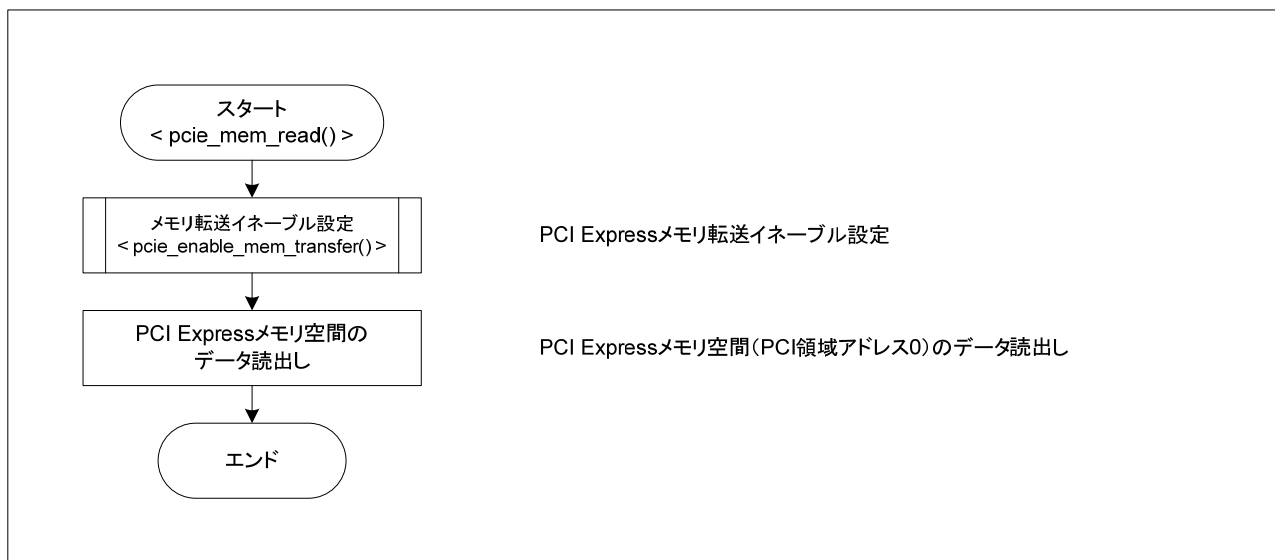 スタート
< pcie_mem_read() >
メモリ転送イネーブル設定
< pcie_enable_mem_transfer() >
PCI Expressメモリ転送イネーブル設定
PCI Expressメモリ空間の
データ読出し
PCI Expressメモリ空間（PCI領域アドレス0）のデータ読出し
エンド